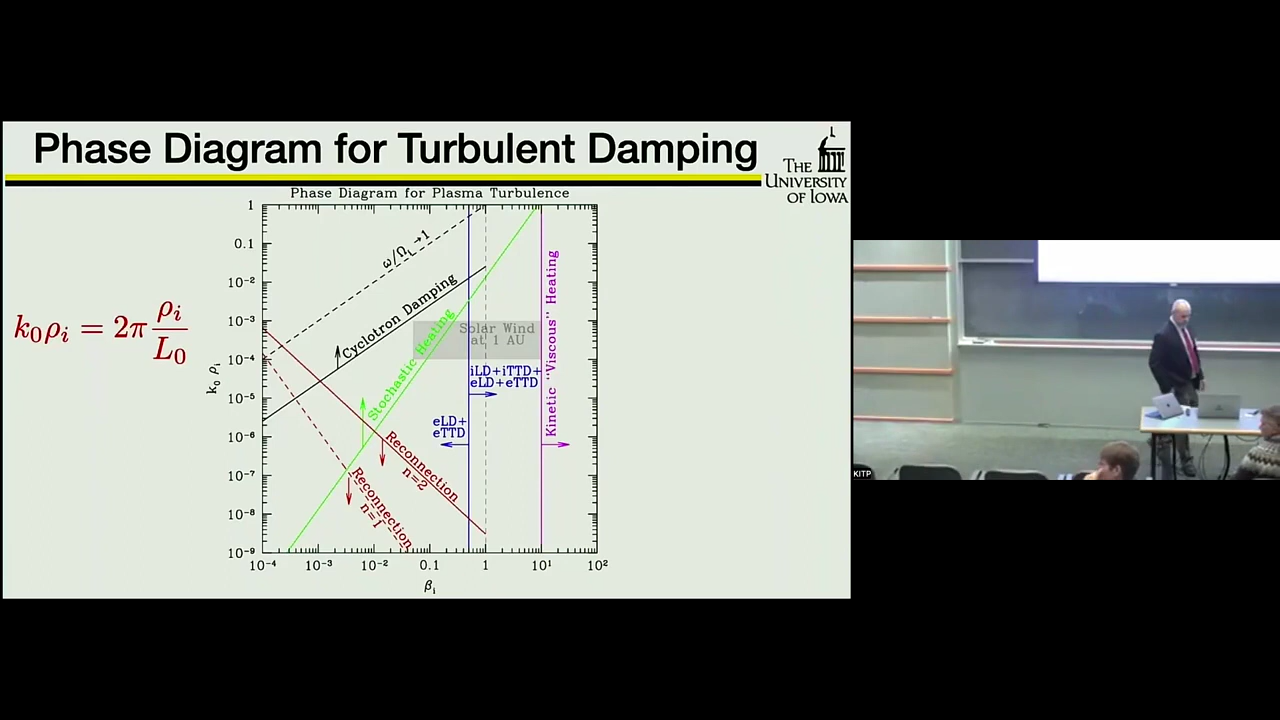 Phase Diagram for Turbulent Damping
THE
UNIVERSITY
OF IOWA
Phase Diagram for Plasma Turbulence
k₀ρᵢ = 2π ρᵢ/L₀
k₀ ρᵢ
1
0.1
10⁻²
10⁻³
10⁻⁴
10⁻⁵
10⁻⁶
10⁻⁷
10⁻⁸
10⁻⁹
ω/Ωᵢ→1
Cyclotron Damping
Stochastic Heating
Solar Wind
at 1 AU
iLD+iTTD+
eLD+eTTD
eLD+
eTTD
Kinetic "Viscous" Heating
Reconnection
n=2
Reconnection
n=1
10⁻⁴
10⁻³
10⁻²
0.1
1
10¹
10²
βᵢ
KITP